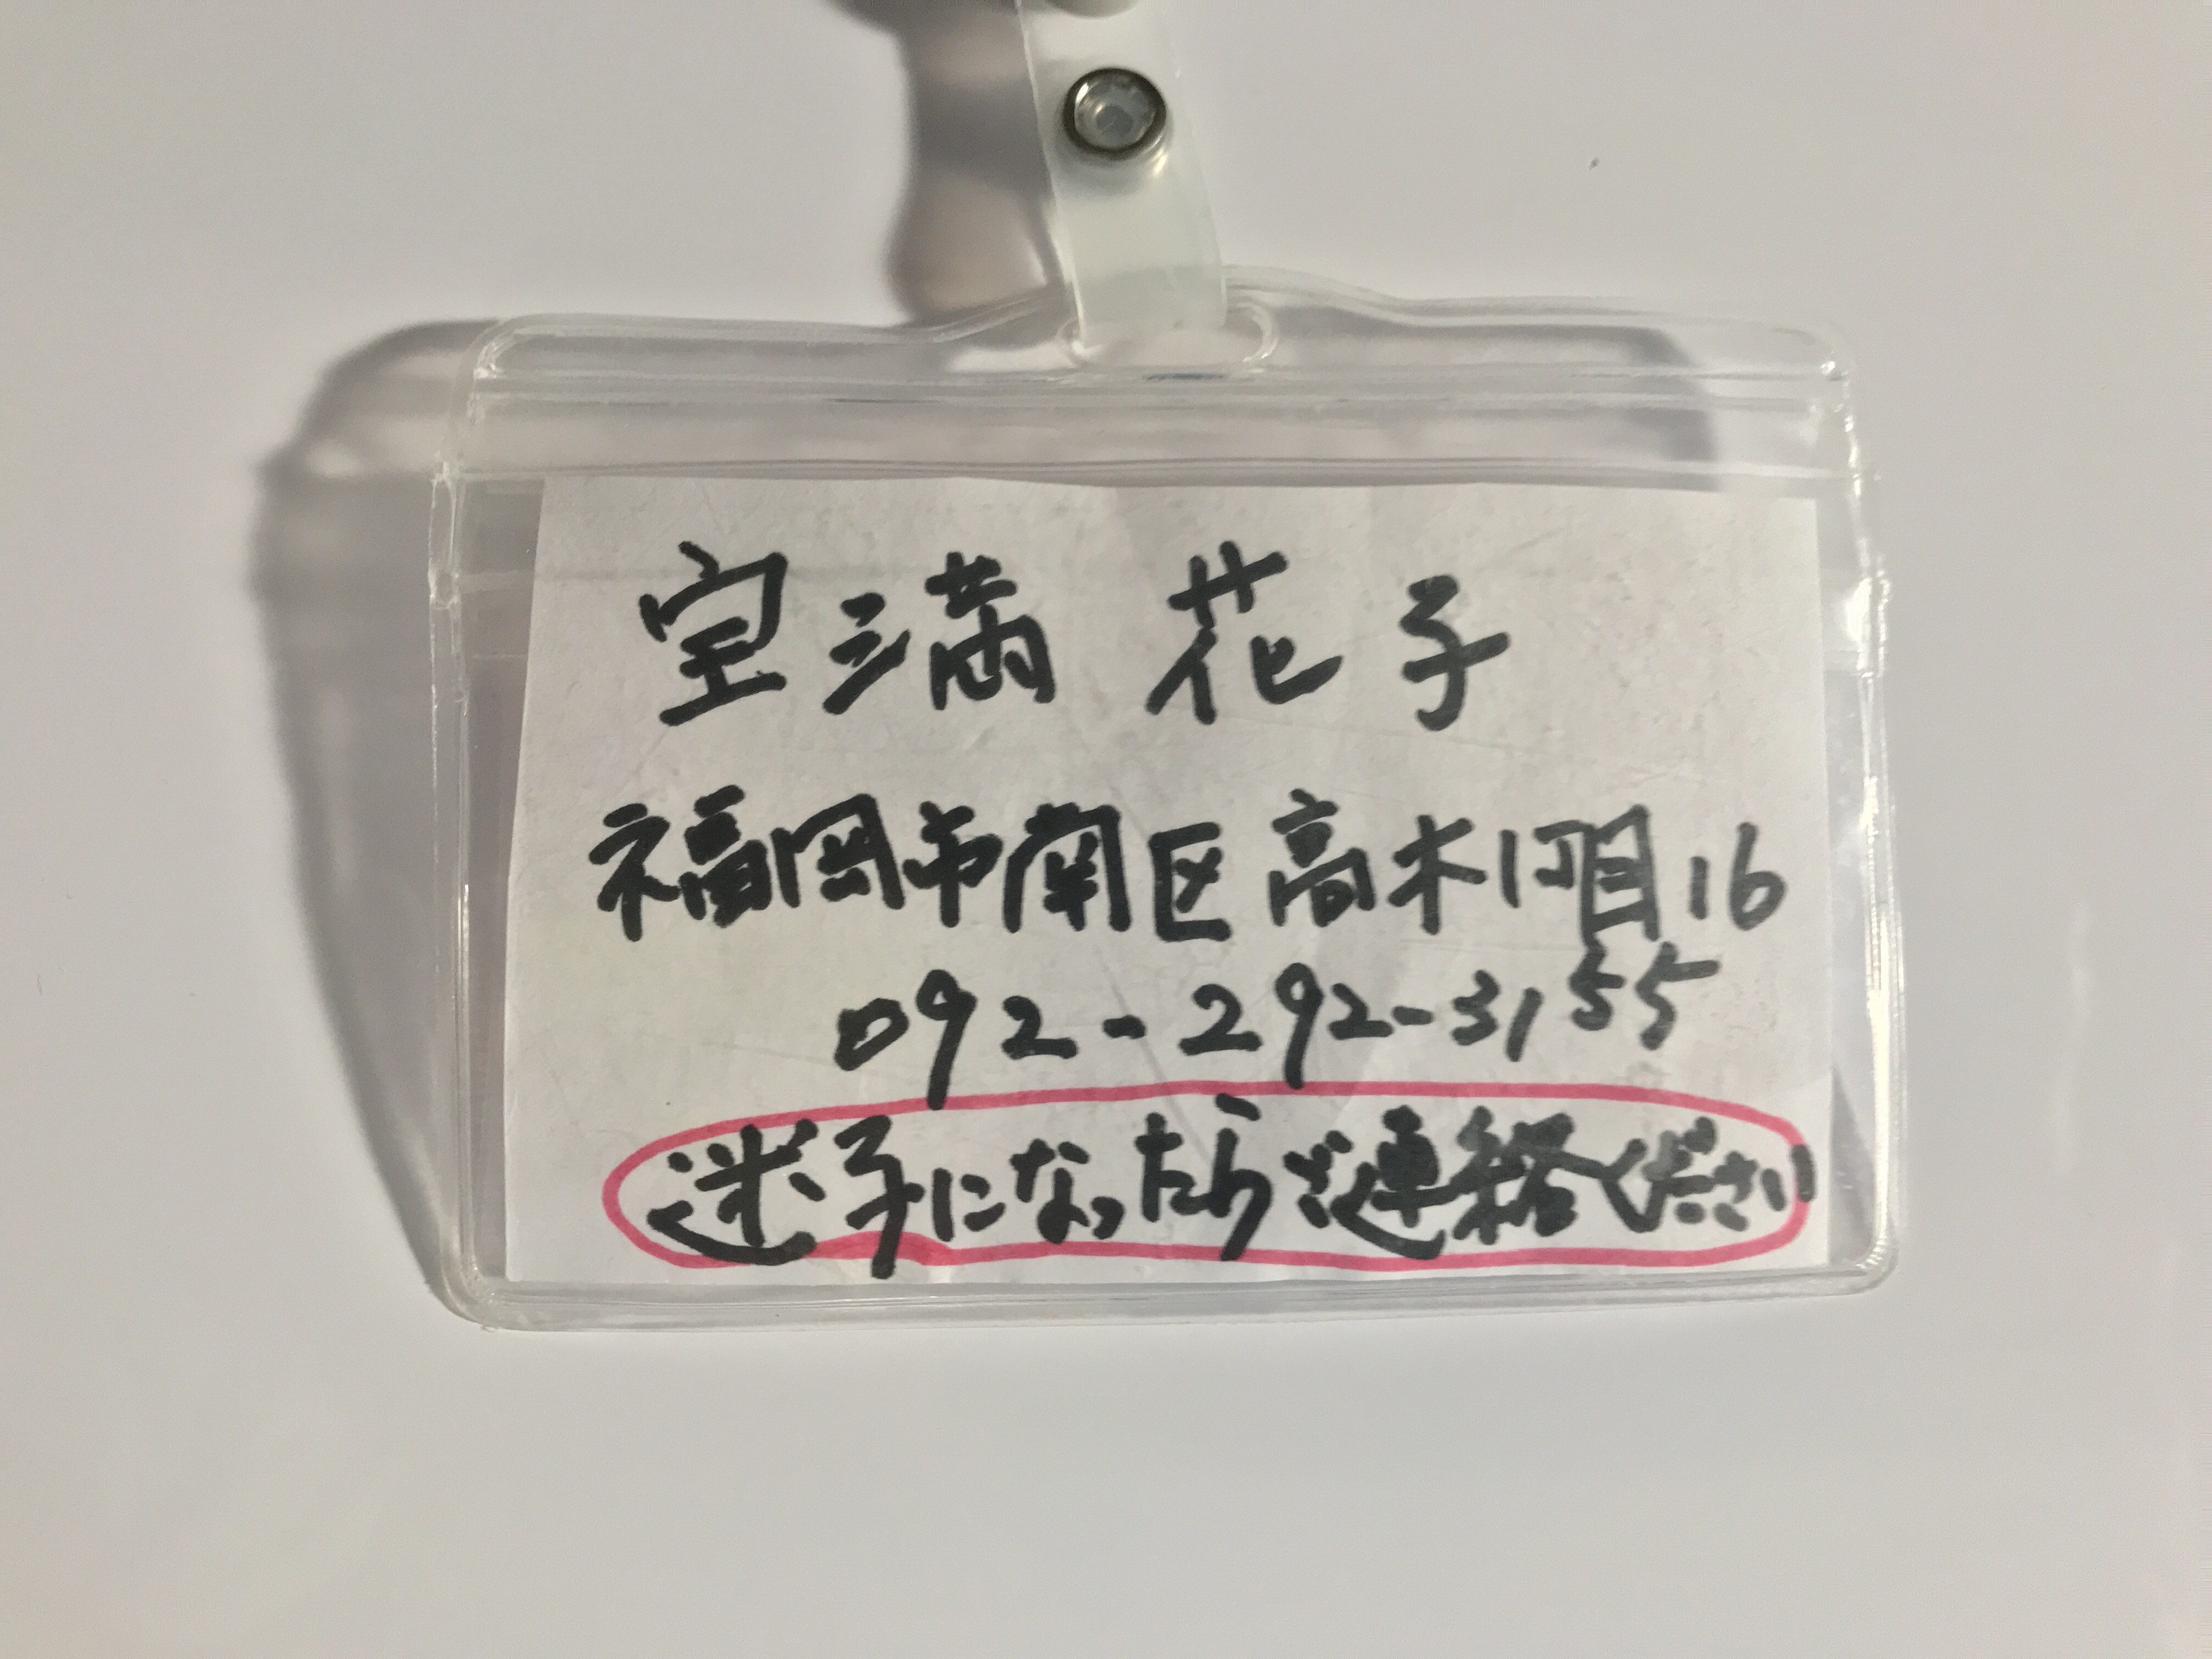 宝満 花子
福岡市南区高木1丁目16
092-292-3155
迷子になったらご連絡ください